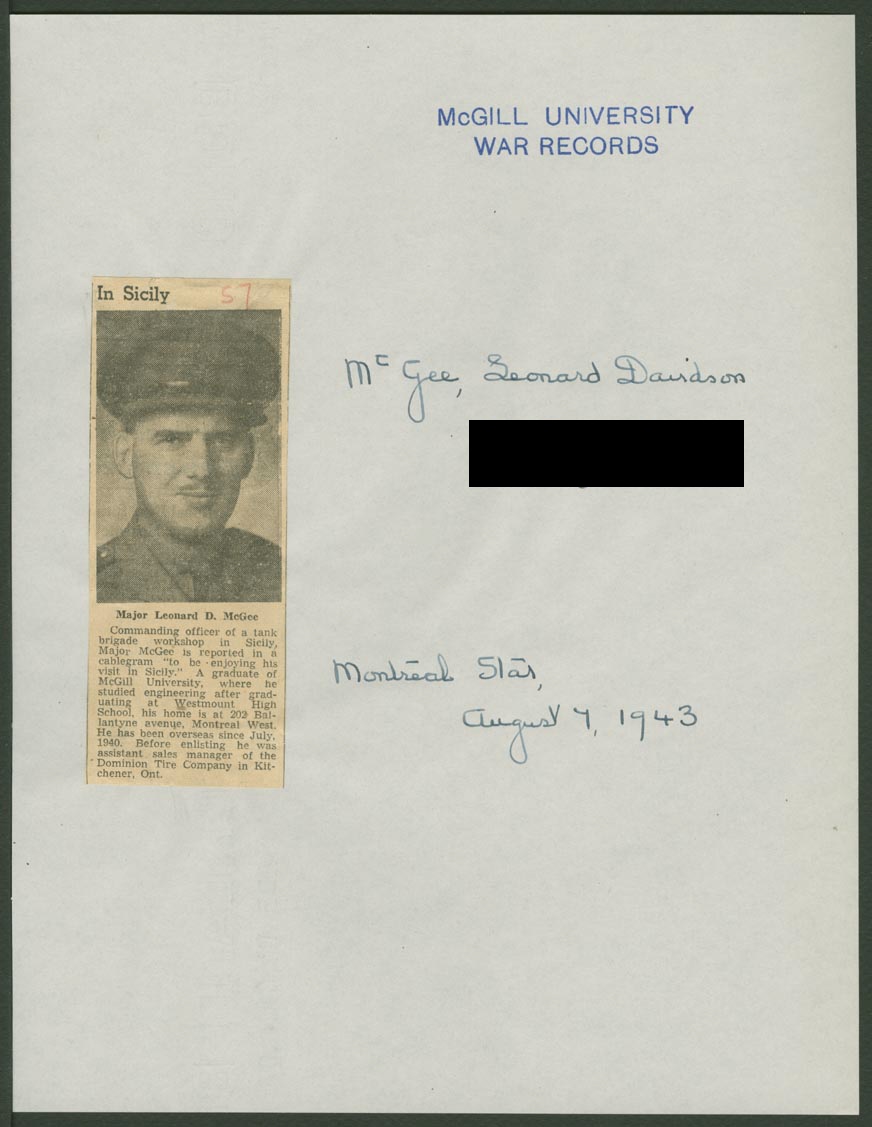 McGILL UNIVERSITY
WAR RECORDS
In Sicily 57
Mc Gee, Leonard Davidson
Major Leonard D. McGee
Commanding officer of a tank
brigade workshop in Sicily,
Major McGee is reported in a
cablegram "to be enjoying his
visit in Sicily." A graduate of
McGill University, where he
studied engineering after grad-
uating at Westmount High
School, his home is at 202 Bal-
lantyne avenue, Montreal West.
He has been overseas since July,
1940. Before enlisting he was
assistant sales manager of the
Dominion Tire Company in Kit-
chener, Ont.
Montreal Star,
August 7, 1943